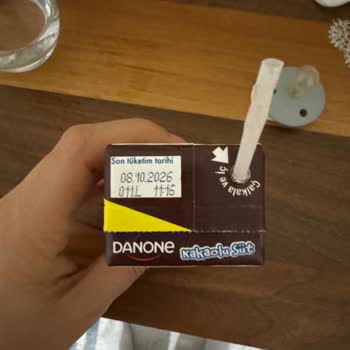 Son tüketim tarihi
08.10.2026
011L 11:15
Çalkala ve iç
DANONE
Kakaolu Süt